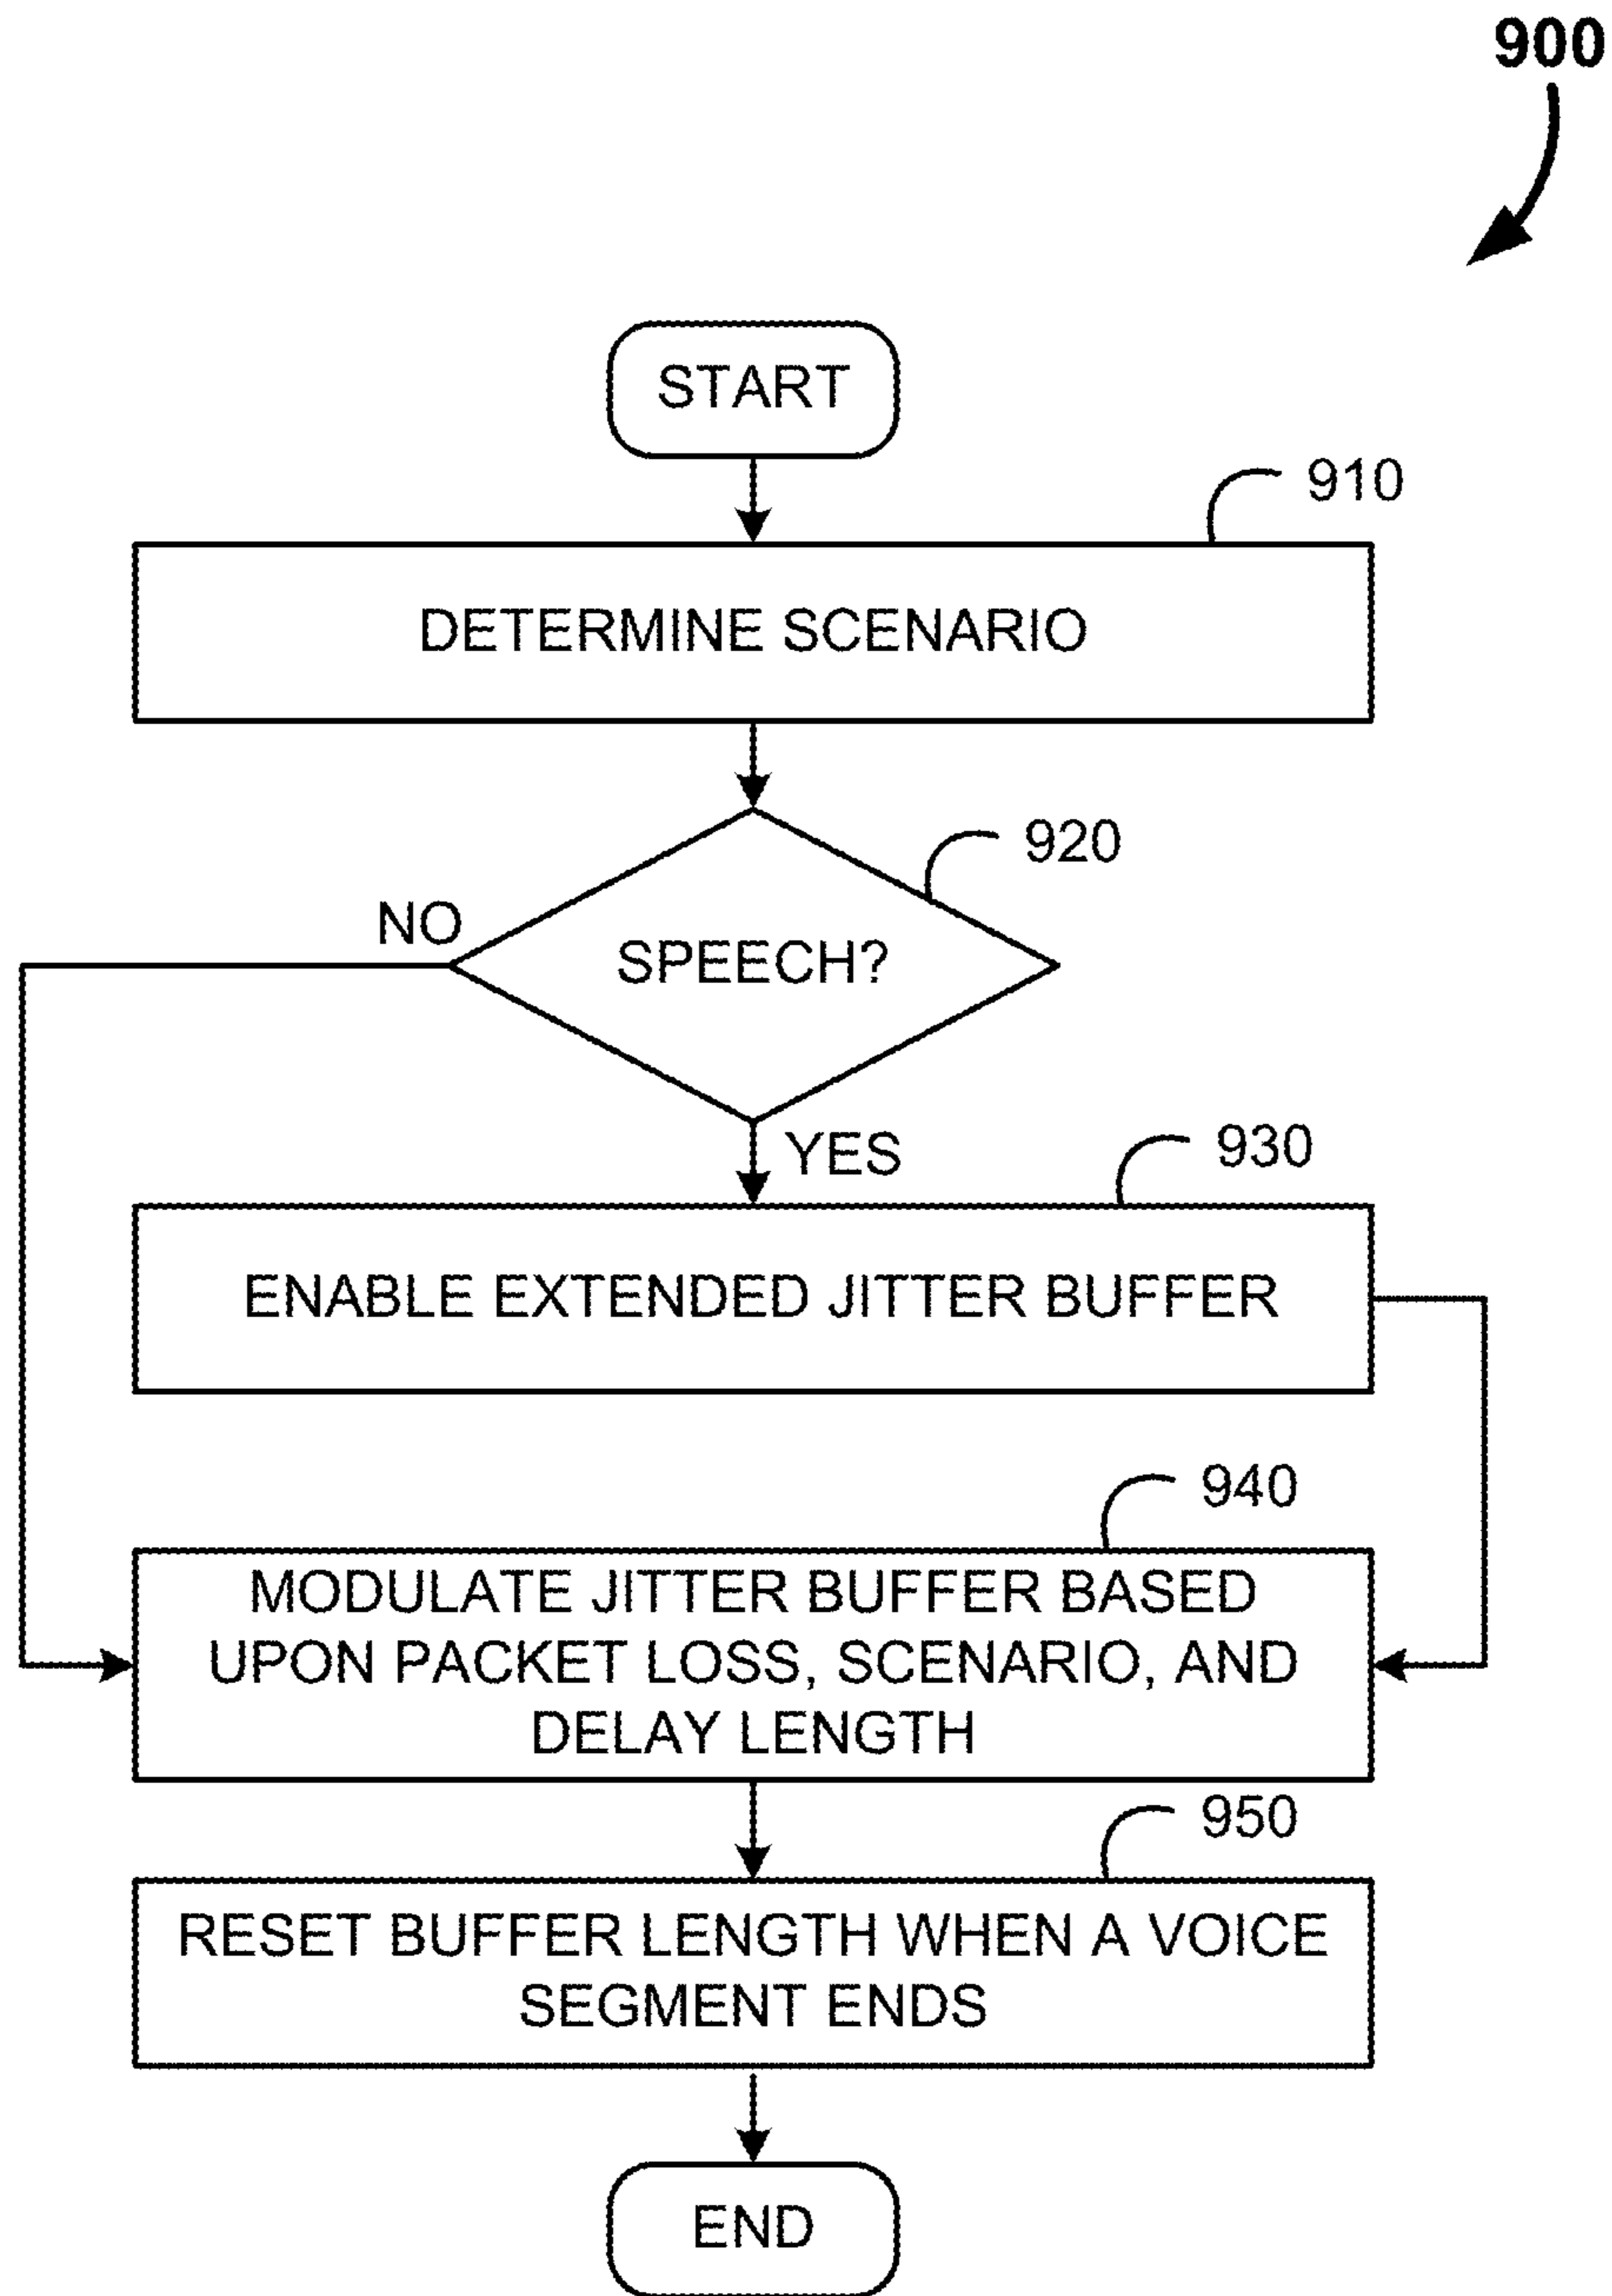 900
START
910
DETERMINE SCENARIO
920
NO
SPEECH?
YES
930
ENABLE EXTENDED JITTER BUFFER
940
MODULATE JITTER BUFFER BASED
UPON PACKET LOSS, SCENARIO, AND
DELAY LENGTH
950
RESET BUFFER LENGTH WHEN A VOICE
SEGMENT ENDS
END